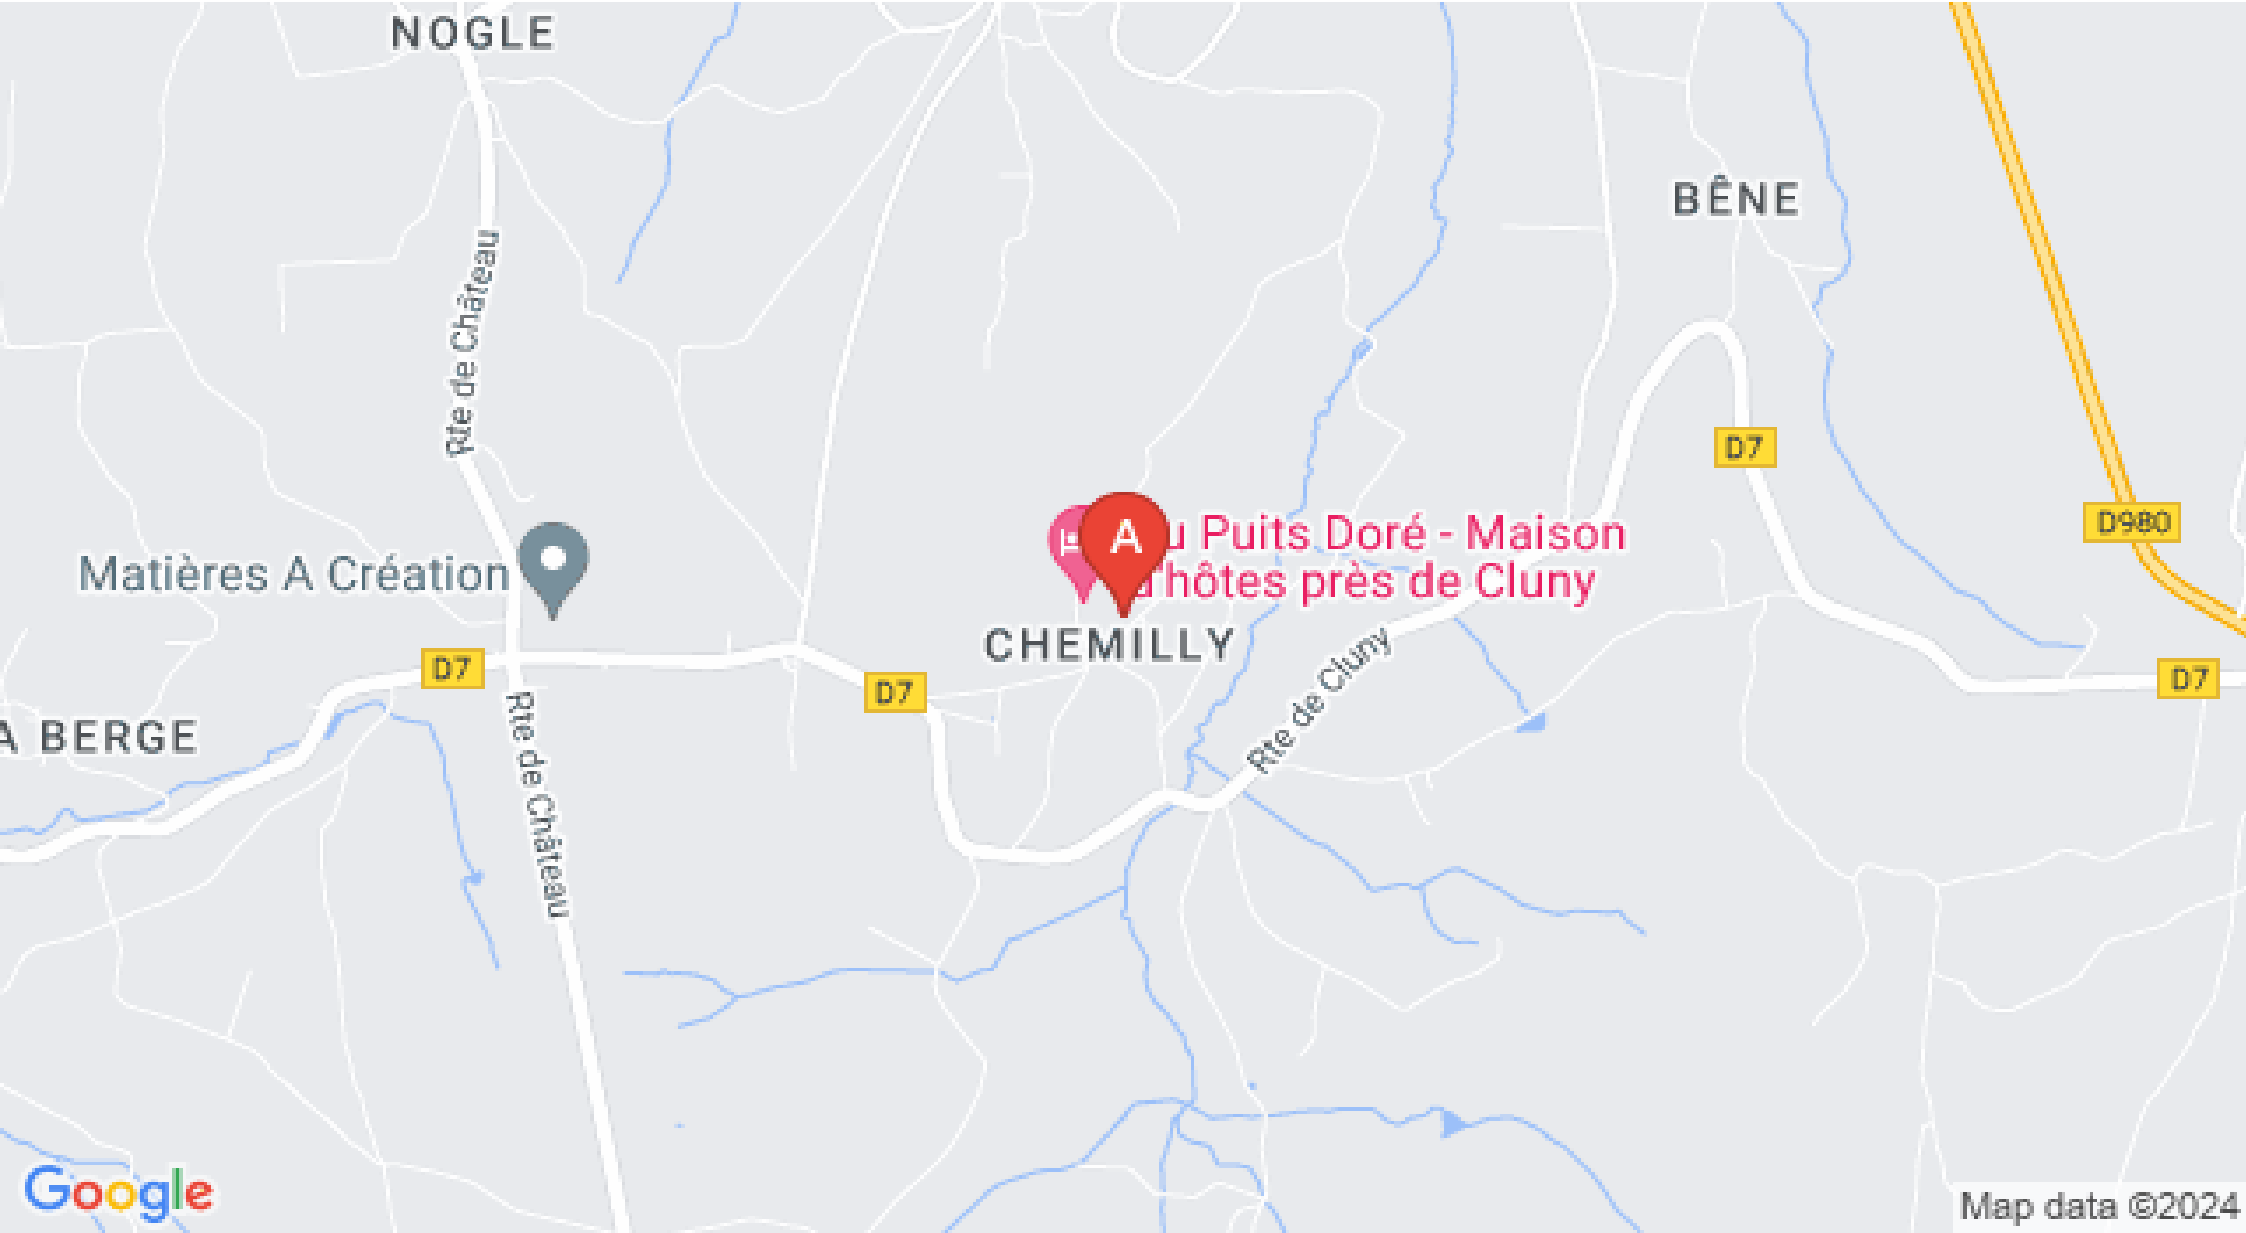 NOGLE
BÊNE
Rte de Château
D7
D980
A
u Puits Doré - Maison
d'hôtes près de Cluny
Matières A Création
CHEMILLY
Rte de Cluny
D7
D7
D7
A BERGE
Rte de Château
Google
Map data ©2024